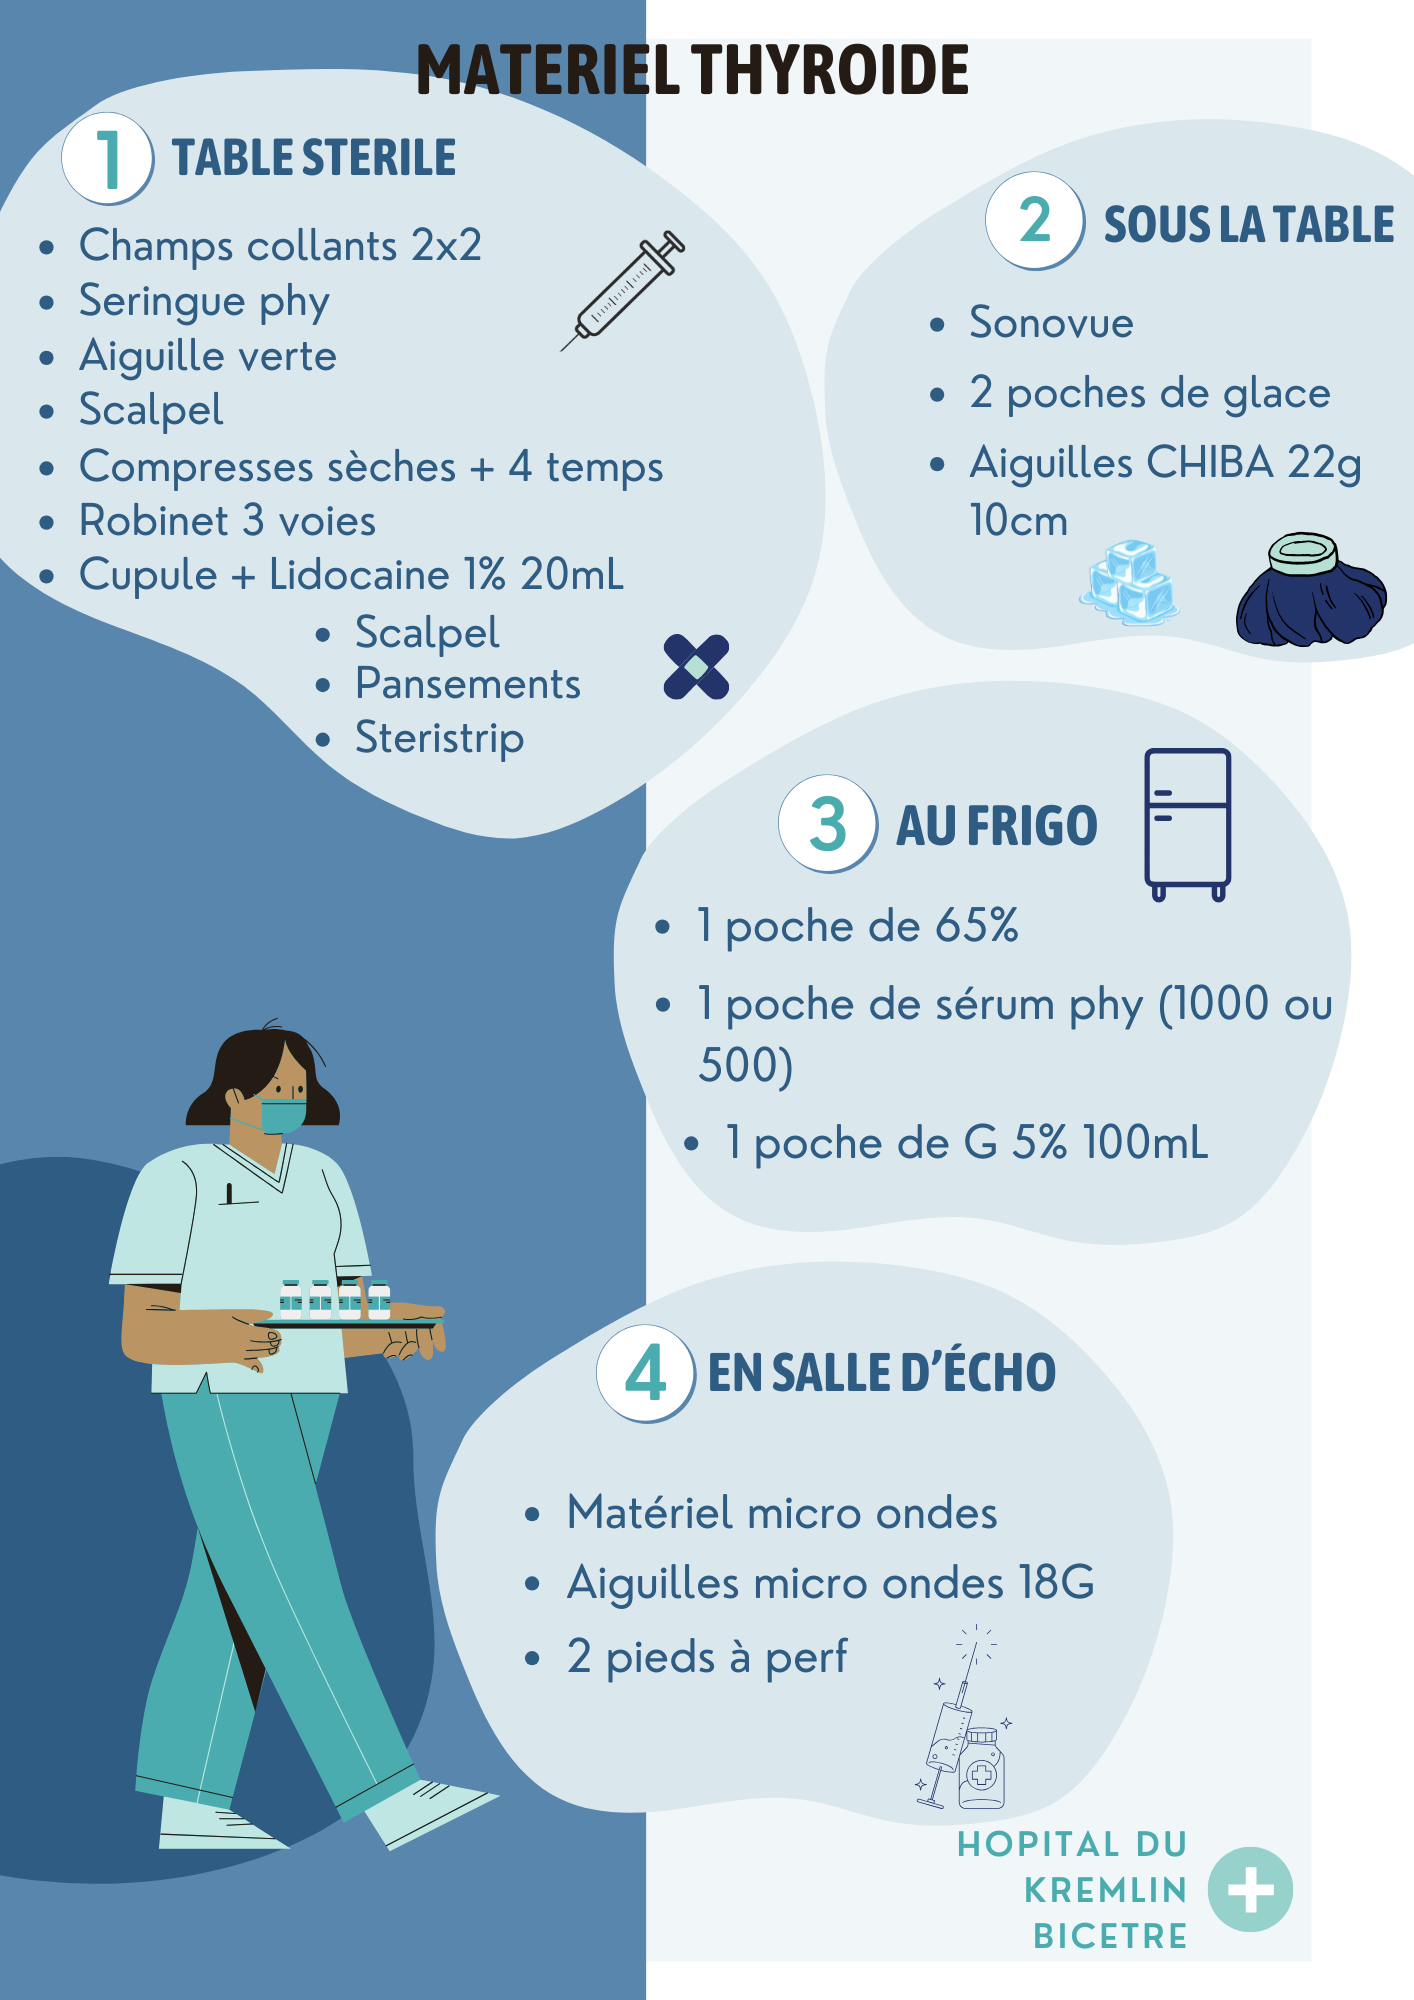 MATERIEL THYROIDE
1
TABLE STERILE
Champs collants 2x2
Seringue phy
Aiguille verte
Scalpel
Compresses sèches + 4 temps
Robinet 3 voies
Cupule + Lidocaine 1% 20mL
Scalpel
Pansements
Steristrip
2
SOUS LA TABLE
Sonovue
2 poches de glace
Aiguilles CHIBA 22g
10cm
3
AU FRIGO
1 poche de 65%
1 poche de sérum phy (1000 ou
500)
1 poche de G 5% 100mL
4
EN SALLE D’ÉCHO
Matériel micro ondes
Aiguilles micro ondes 18G
2 pieds à perf
HOPITAL DU
KREMLIN
BICETRE